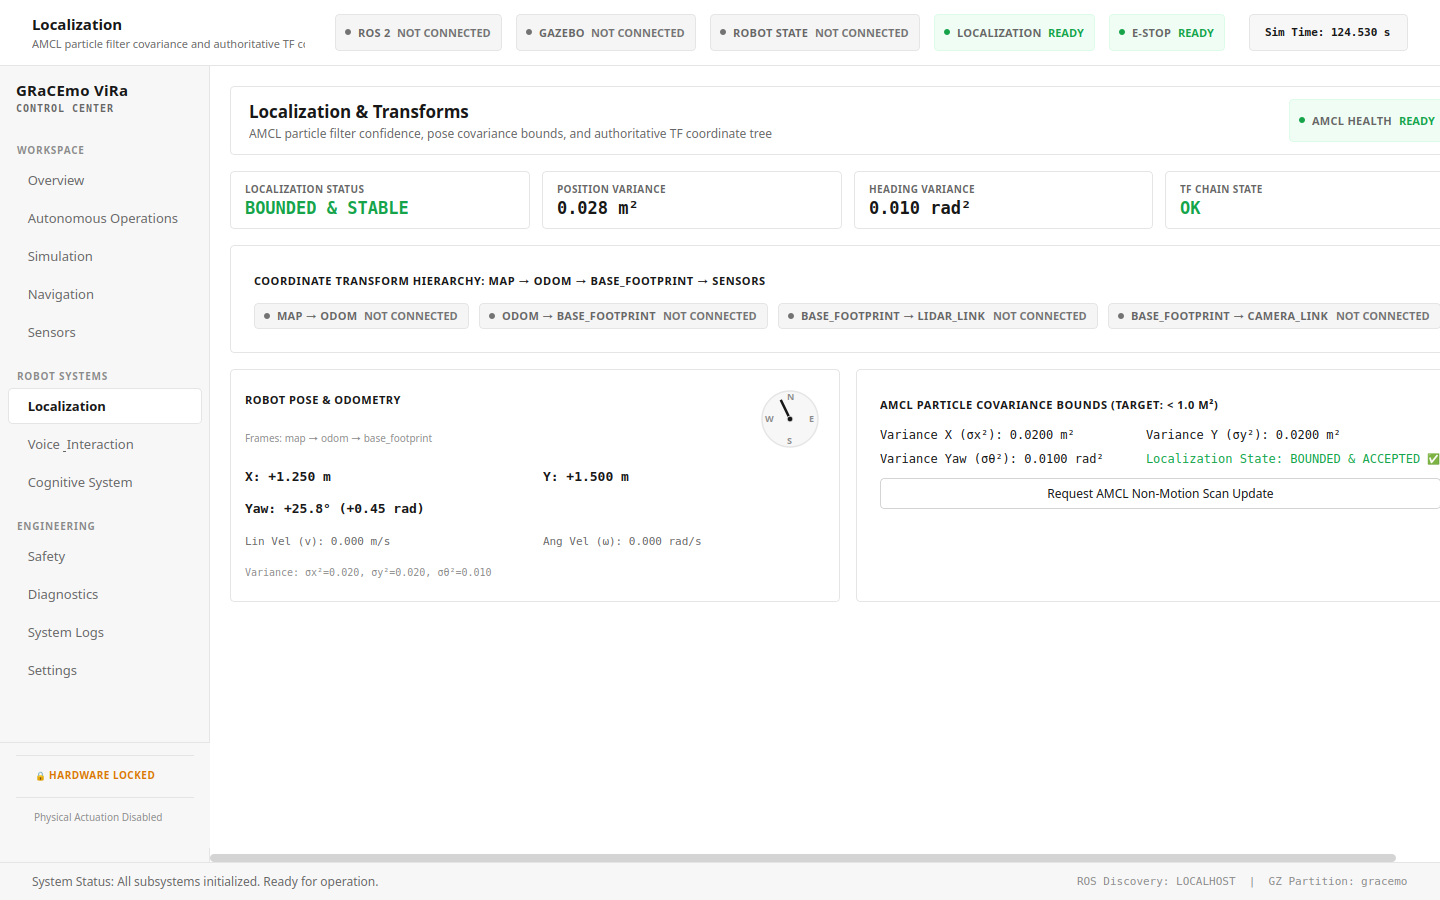 Localization
AMCL particle filter covariance and authoritative TF
ROS 2 NOT CONNECTED
GAZEBO NOT CONNECTED
ROBOT STATE NOT CONNECTED
LOCALIZATION READY
E-STOP READY
Sim Time: 124.530 s
GRaCEmo ViRa
CONTROL CENTER
WORKSPACE
Overview
Autonomous Operations
Simulation
Navigation
Sensors
ROBOT SYSTEMS
Localization
Voice_Interaction
Cognitive System
ENGINEERING
Safety
Diagnostics
System Logs
Settings
🔒 HARDWARE LOCKED
Physical Actuation Disabled
Localization & Transforms
AMCL particle filter confidence, pose covariance bounds, and authoritative TF coordinate tree
AMCL HEALTH READY
LOCALIZATION STATUS
BOUNDED & STABLE
POSITION VARIANCE
0.028 m²
HEADING VARIANCE
0.010 rad²
TF CHAIN STATE
OK
COORDINATE TRANSFORM HIERARCHY: MAP → ODOM → BASE_FOOTPRINT → SENSORS
MAP → ODOM NOT CONNECTED
ODOM → BASE_FOOTPRINT NOT CONNECTED
BASE_FOOTPRINT → LIDAR_LINK NOT CONNECTED
BASE_FOOTPRINT → CAMERA_LINK NOT CONNECTED
ROBOT POSE & ODOMETRY
N
W E
S
Frames: map → odom → base_footprint
X: +1.250 m
Y: +1.500 m
Yaw: +25.8° (+0.45 rad)
Lin Vel (v): 0.000 m/s
Ang Vel (ω): 0.000 rad/s
Variance: σx²=0.020, σy²=0.020, σθ²=0.010
AMCL PARTICLE COVARIANCE BOUNDS (TARGET: < 1.0 M²)
Variance X (σx²): 0.0200 m²
Variance Y (σy²): 0.0200 m²
Variance Yaw (σθ²): 0.0100 rad²
Localization State: BOUNDED & ACCEPTED ✅
Request AMCL Non-Motion Scan Update
System Status: All subsystems initialized. Ready for operation.
ROS Discovery: LOCALHOST | GZ Partition: gracemo